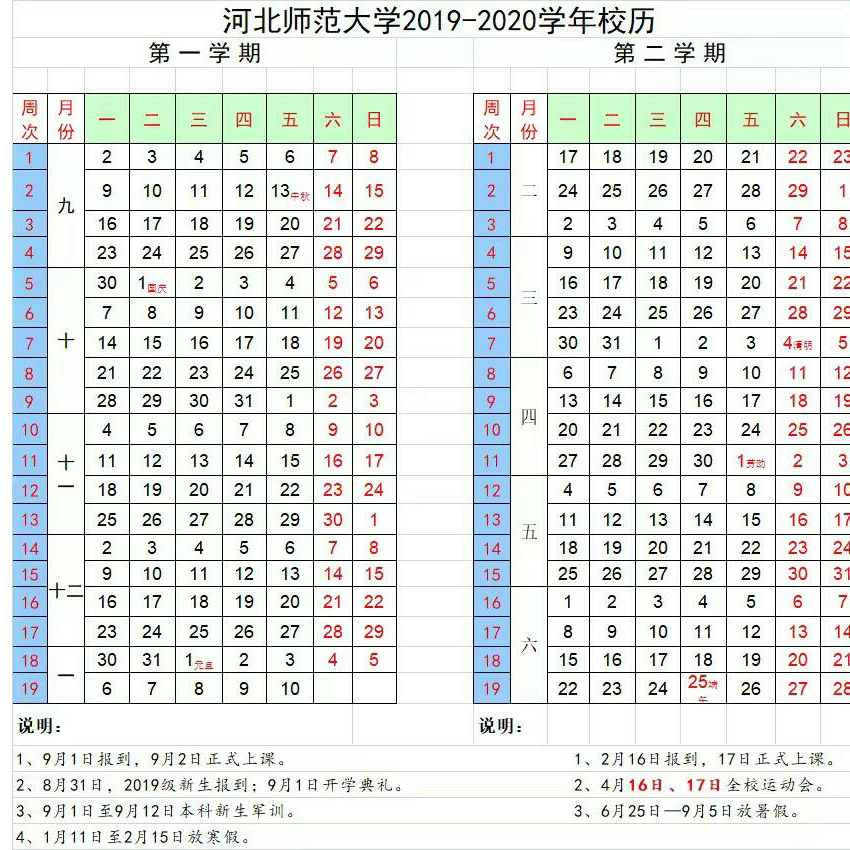 河北师范大学2019-2020学年校历
第一学期 第二学期
周次 月份 一 二 三 四 五 六 日 周次 月份 一 二 三 四 五 六 日
1 九 2 3 4 5 6 7 8 1 二 17 18 19 20 21 22 23
2 9 10 11 12 13中秋 14 15 2 24 25 26 27 28 29 1
3 16 17 18 19 20 21 22 3 2 3 4 5 6 7 8
4 23 24 25 26 27 28 29 4 三 9 10 11 12 13 14 15
5 十 30 1国庆 2 3 4 5 6 5 16 17 18 19 20 21 22
6 7 8 9 10 11 12 13 6 23 24 25 26 27 28 29
7 14 15 16 17 18 19 20 7 30 31 1 2 3 4清明 5
8 21 22 23 24 25 26 27 8 四 6 7 8 9 10 11 12
9 28 29 30 31 1 2 3 9 13 14 15 16 17 18 19
10 十一 4 5 6 7 8 9 10 10 20 21 22 23 24 25 26
11 11 12 13 14 15 16 17 11 27 28 29 30 1劳动 2 3
12 18 19 20 21 22 23 24 12 五 4 5 6 7 8 9 10
13 25 26 27 28 29 30 1 13 11 12 13 14 15 16 17
14 十二 2 3 4 5 6 7 8 14 18 19 20 21 22 23 24
15 9 10 11 12 13 14 15 15 25 26 27 28 29 30 31
16 16 17 18 19 20 21 22 16 六 1 2 3 4 5 6 7
17 23 24 25 26 27 28 29 17 8 9 10 11 12 13 14
18 一 30 31 1元旦 2 3 4 5 18 15 16 17 18 19 20 21
19 6 7 8 9 10 19 22 23 24 25端午 26 27 28
说明： 说明：
1、9月1日报到，9月2日正式上课。 1、2月16日报到，17日正式上课。
2、8月31日，2019级新生报到；9月1日开学典礼。 2、4月16日、17日全校运动会。
3、9月1日至9月12日本科新生军训。 3、6月25日—9月5日放暑假。
4、1月11日至2月15日放寒假。